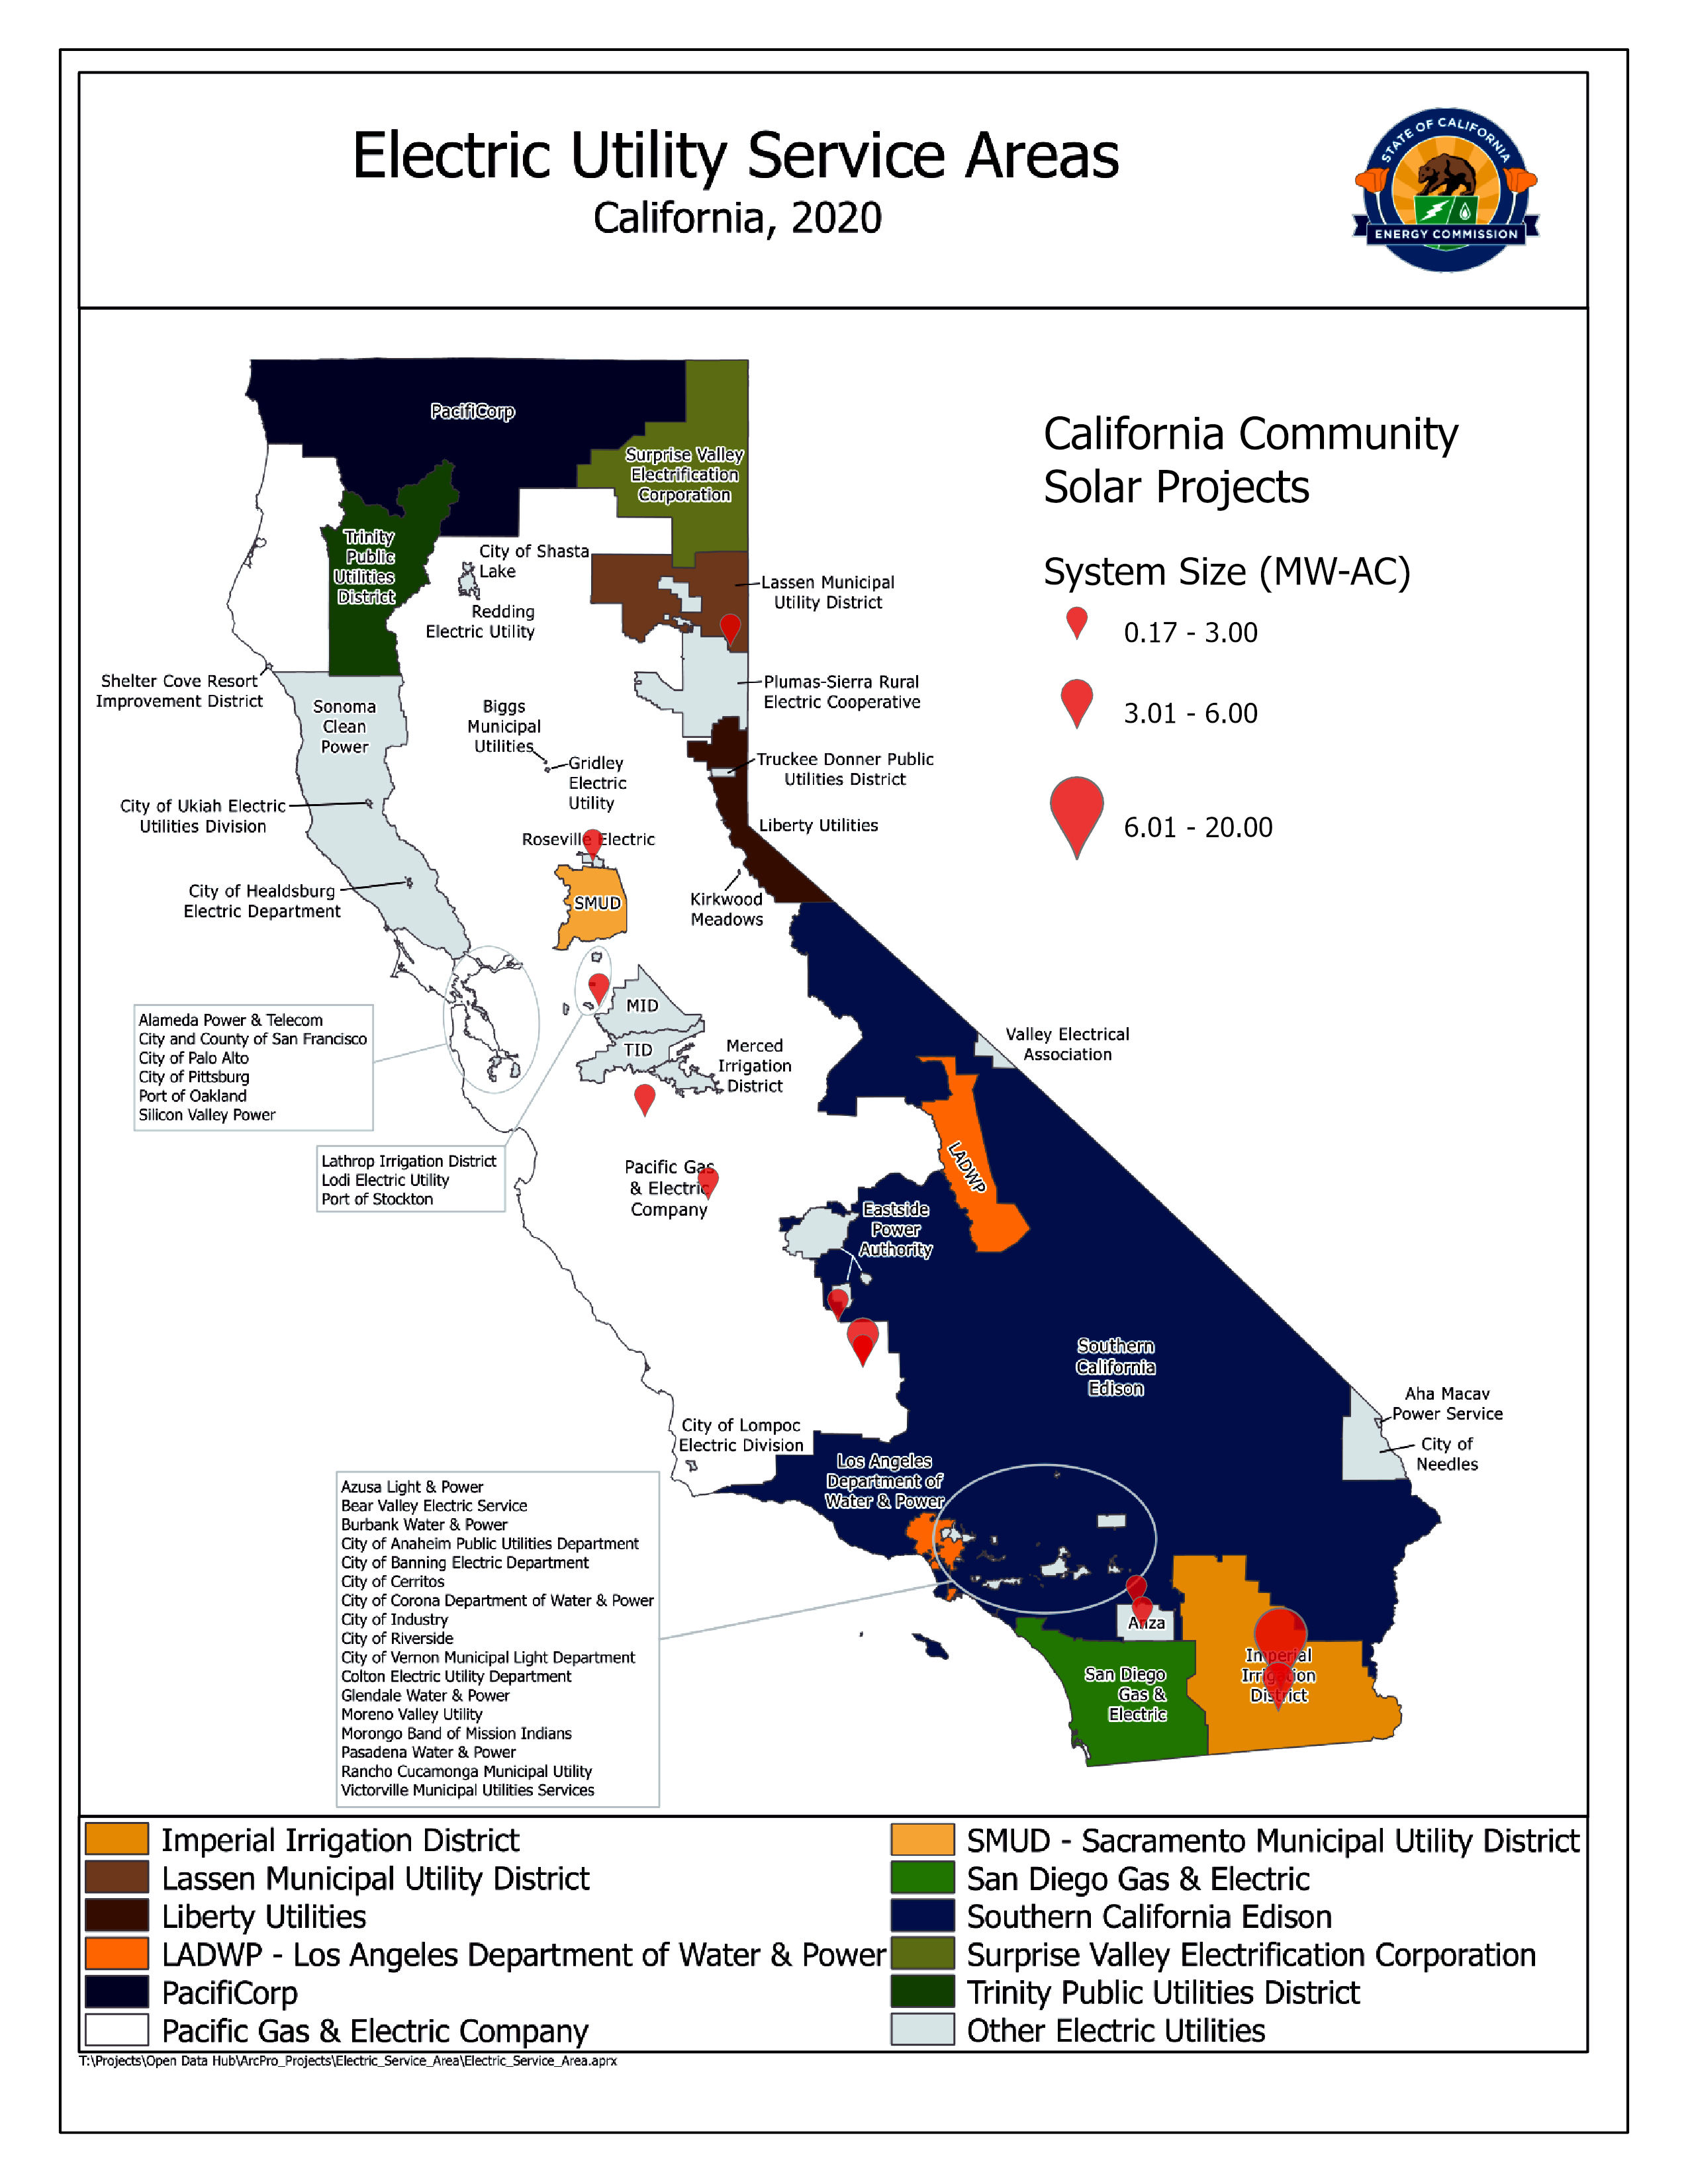 Electric Utility Service Areas
California, 2020
STATE OF CALIFORNIA
ENERGY COMMISSION
California Community
Solar Projects
System Size (MW-AC)
0.17 - 3.00
3.01 - 6.00
6.01 - 20.00
PacifiCorp
Surprise Valley
Electrification
Corporation
Trinity
Public
Utilities
District
City of Shasta
Lake
Redding
Electric Utility
Lassen Municipal
Utility District
Shelter Cove Resort
Improvement District
Sonoma
Clean
Power
Plumas-Sierra Rural
Electric Cooperative
Biggs
Municipal
Utilities
Gridley
Electric
Utility
Truckee Donner Public
Utilities District
City of Ukiah Electric
Utilities Division
Liberty Utilities
Roseville Electric
City of Healdsburg
Electric Department
SMUD
Kirkwood
Meadows
Alameda Power & Telecom
City and County of San Francisco
City of Palo Alto
City of Pittsburg
Port of Oakland
Silicon Valley Power
MID
TID
Merced
Irrigation
District
Valley Electrical
Association
Lathrop Irrigation District
Lodi Electric Utility
Port of Stockton
Pacific Gas
& Electric
Company
LADWP
Eastside
Power
Authority
Southern
California
Edison
Aha Macav
Power Service
City of
Needles
City of Lompoc
Electric Division
Los Angeles
Department of
Water & Power
Azusa Light & Power
Bear Valley Electric Service
Burbank Water & Power
City of Anaheim Public Utilities Department
City of Banning Electric Department
City of Cerritos
City of Corona Department of Water & Power
City of Industry
City of Riverside
City of Vernon Municipal Light Department
Colton Electric Utility Department
Glendale Water & Power
Moreno Valley Utility
Morongo Band of Mission Indians
Pasadena Water & Power
Rancho Cucamonga Municipal Utility
Victorville Municipal Utilities Services
Anza
San Diego
Gas &
Electric
Imperial
Irrigation
District
Imperial Irrigation District
Lassen Municipal Utility District
Liberty Utilities
LADWP - Los Angeles Department of Water & Power
PacifiCorp
Pacific Gas & Electric Company
SMUD - Sacramento Municipal Utility District
San Diego Gas & Electric
Southern California Edison
Surprise Valley Electrification Corporation
Trinity Public Utilities District
Other Electric Utilities
T:\Projects\Open Data Hub\ArcPro_Projects\Electric_Service_Area\Electric_Service_Area.aprx